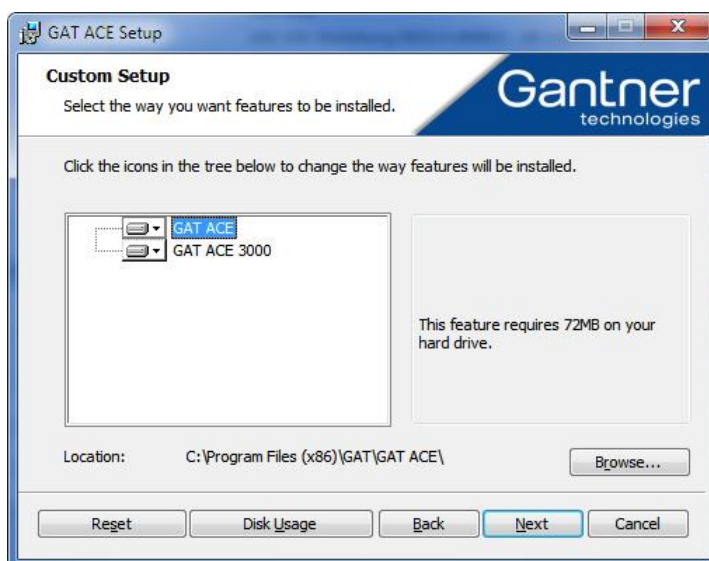 GAT ACE Setup
Custom Setup
Select the way you want features to be installed.
Gantner
technologies
Click the icons in the tree below to change the way features will be installed.
GAT ACE
GAT ACE 3000
This feature requires 72MB on your
hard drive.
Location: C:\Program Files (x86)\GAT\GAT ACE\
Browse...
Reset Disk Usage Back Next Cancel